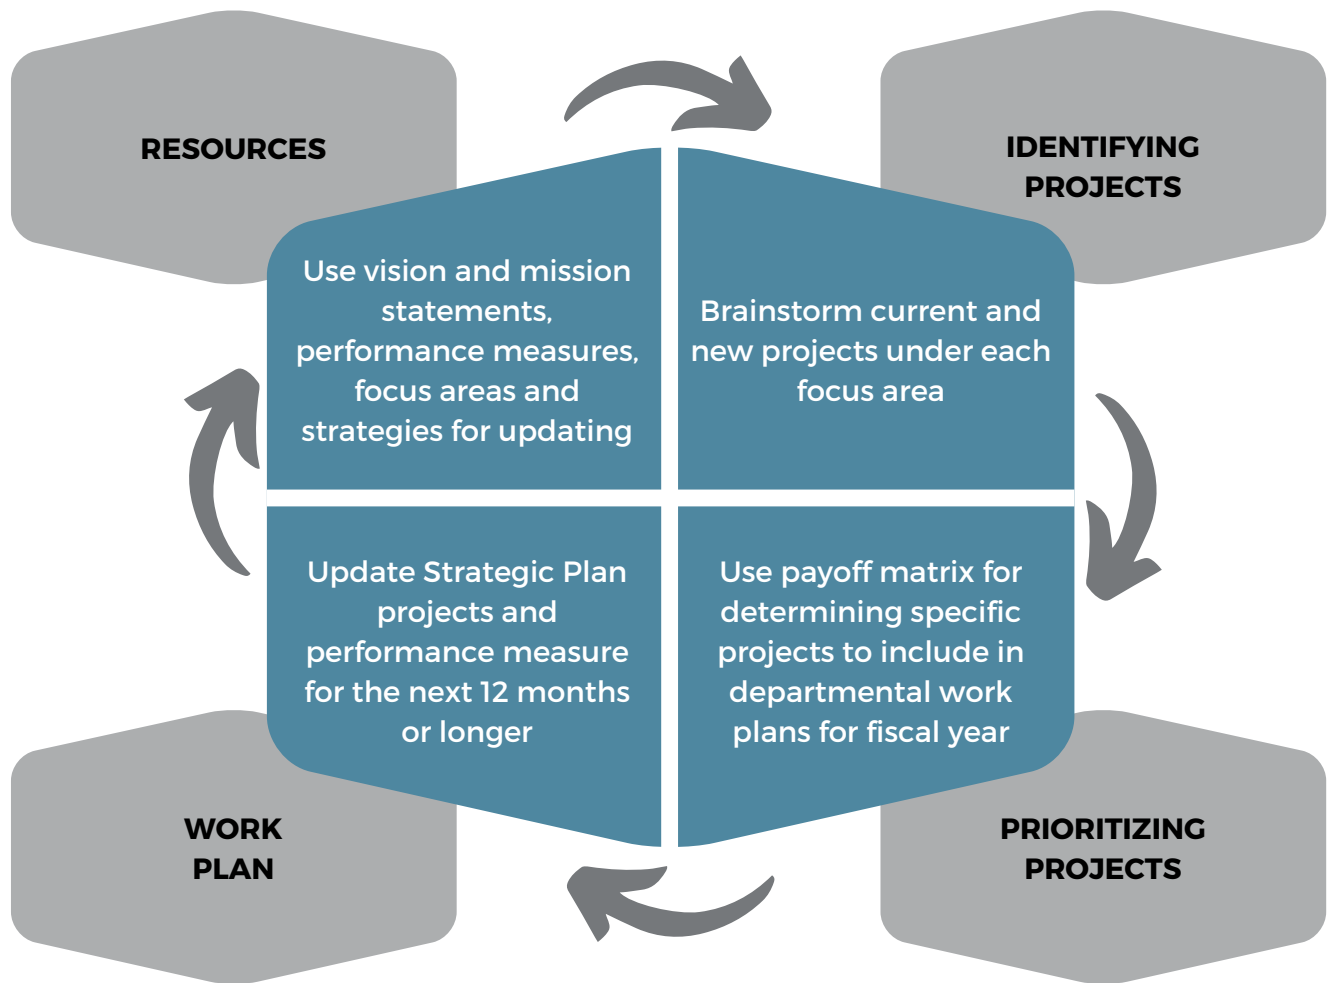 RESOURCES
IDENTIFYING
PROJECTS
Use vision and mission
statements,
performance measures,
focus areas and
strategies for updating
Brainstorm current and
new projects under each
focus area
Update Strategic Plan
projects and
performance measure
for the next 12 months
or longer
Use payoff matrix for
determining specific
projects to include in
departmental work
plans for fiscal year
WORK
PLAN
PRIORITIZING
PROJECTS